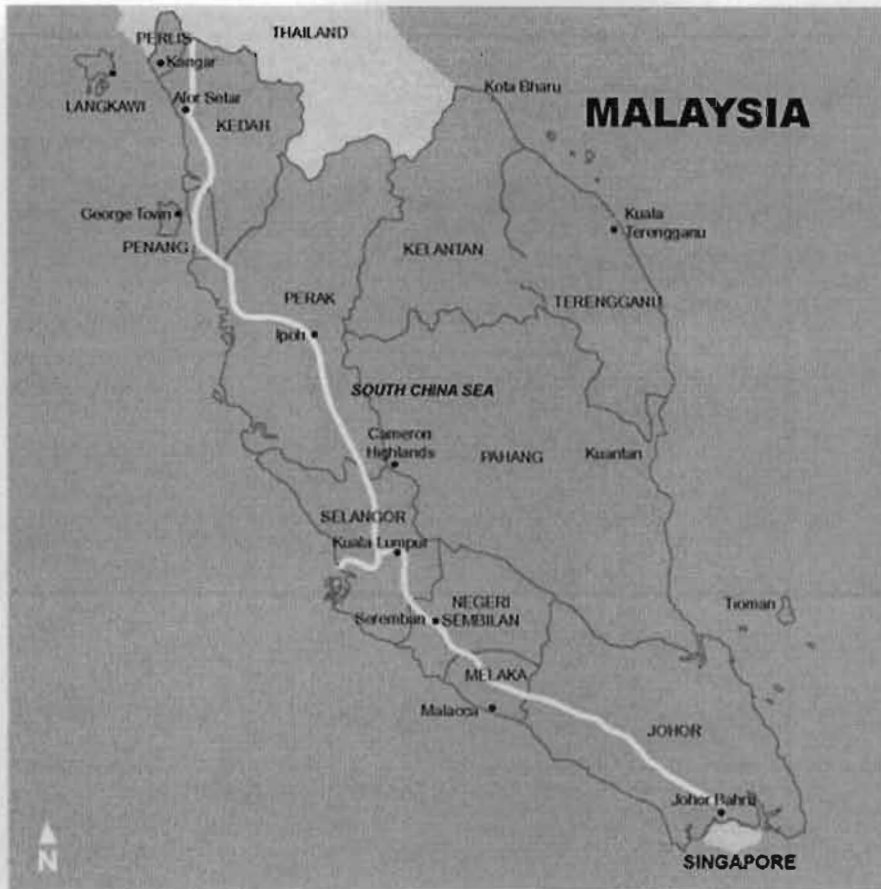 THAILAND
PERLIS
Kangar
LANGKAWI
Alor Setar
KEDAH
Kota Bharu
MALAYSIA
George Town
PENANG
Kuala
Terengganu
KELANTAN
PERAK
TERENGGANU
Ipoh
SOUTH CHINA SEA
Cameron
Highlands
PAHANG
Kuantan
SELANGOR
Kuala Lumpur
NEGERI
SEMBILAN
Seremban
Tioman
MELAKA
Malacca
JOHOR
Johor Bahru
N
SINGAPORE